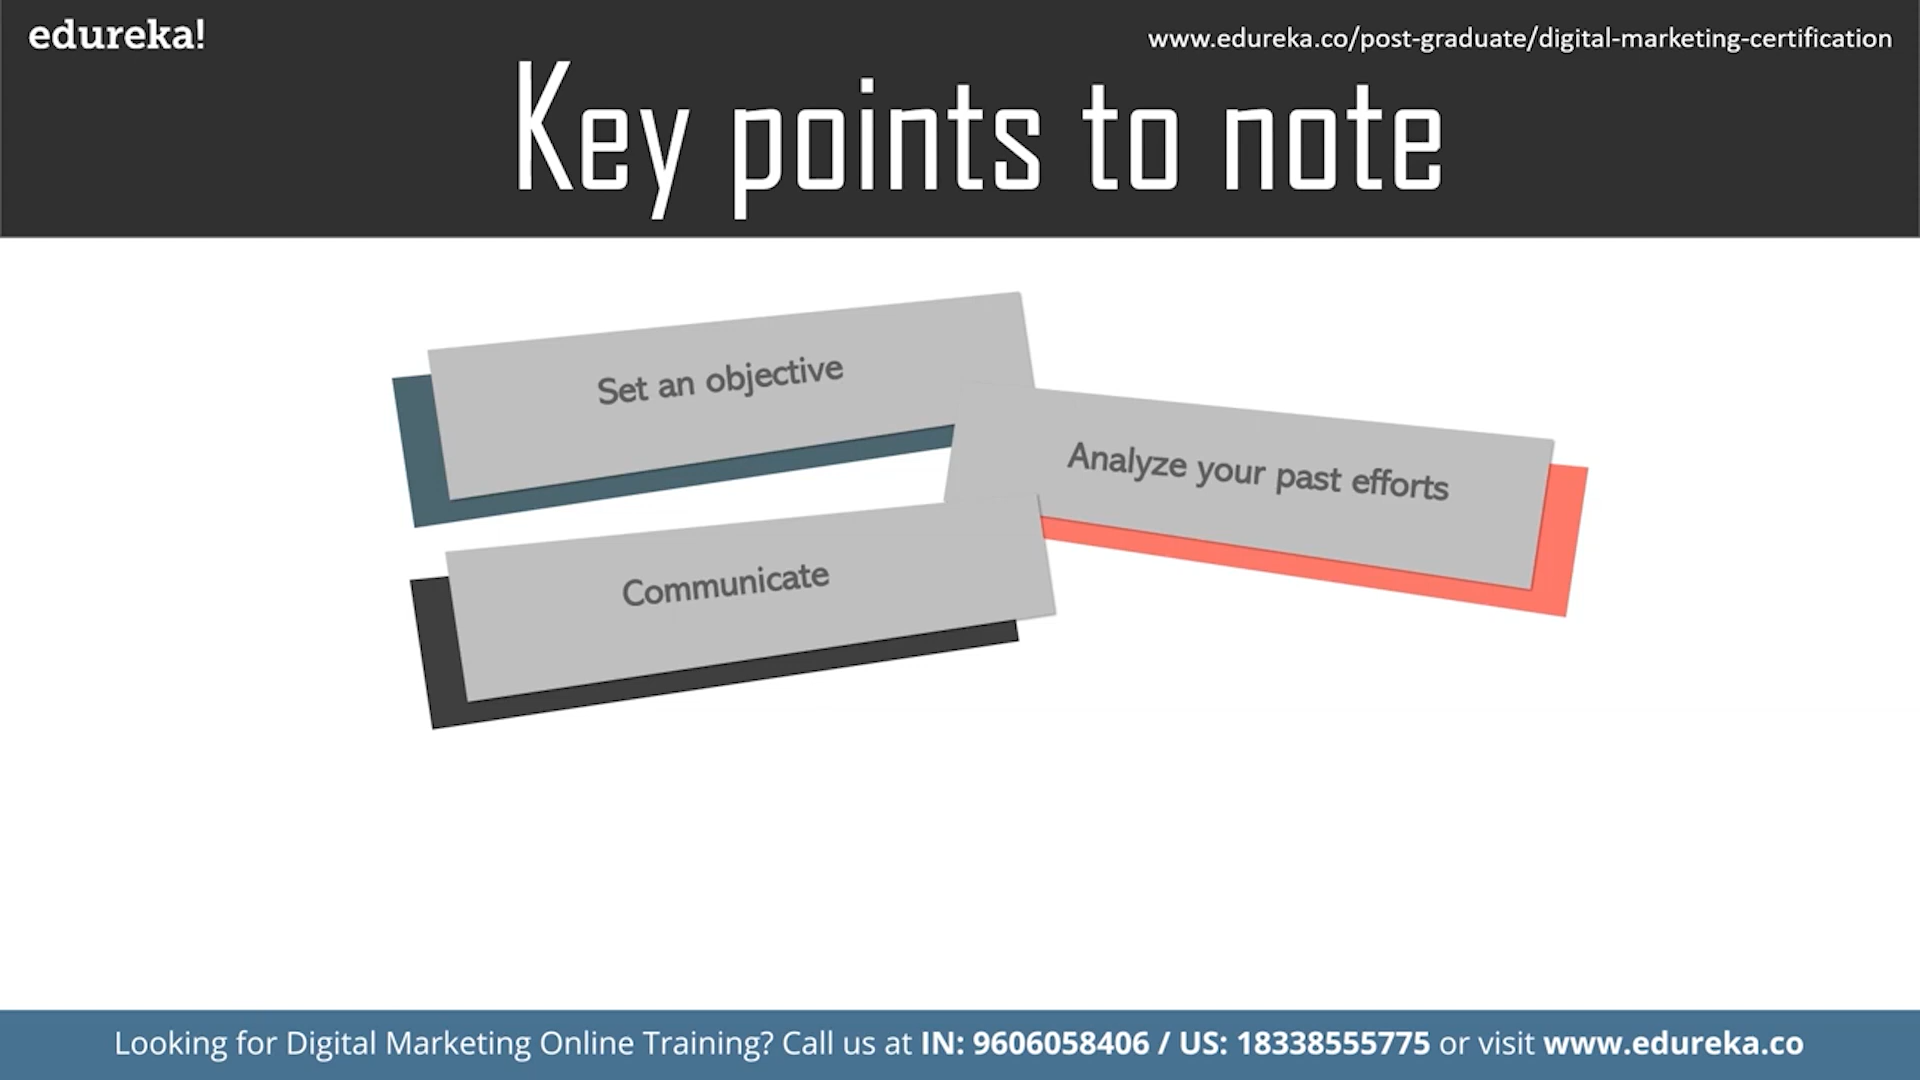 edureka!
www.edureka.co/post-graduate/digital-marketing-certification
Key points to note
Set an objective
Analyze your past efforts
Communicate
Looking for Digital Marketing Online Training? Call us at IN: 9606058406 / US: 18338555775 or visit www.edureka.co